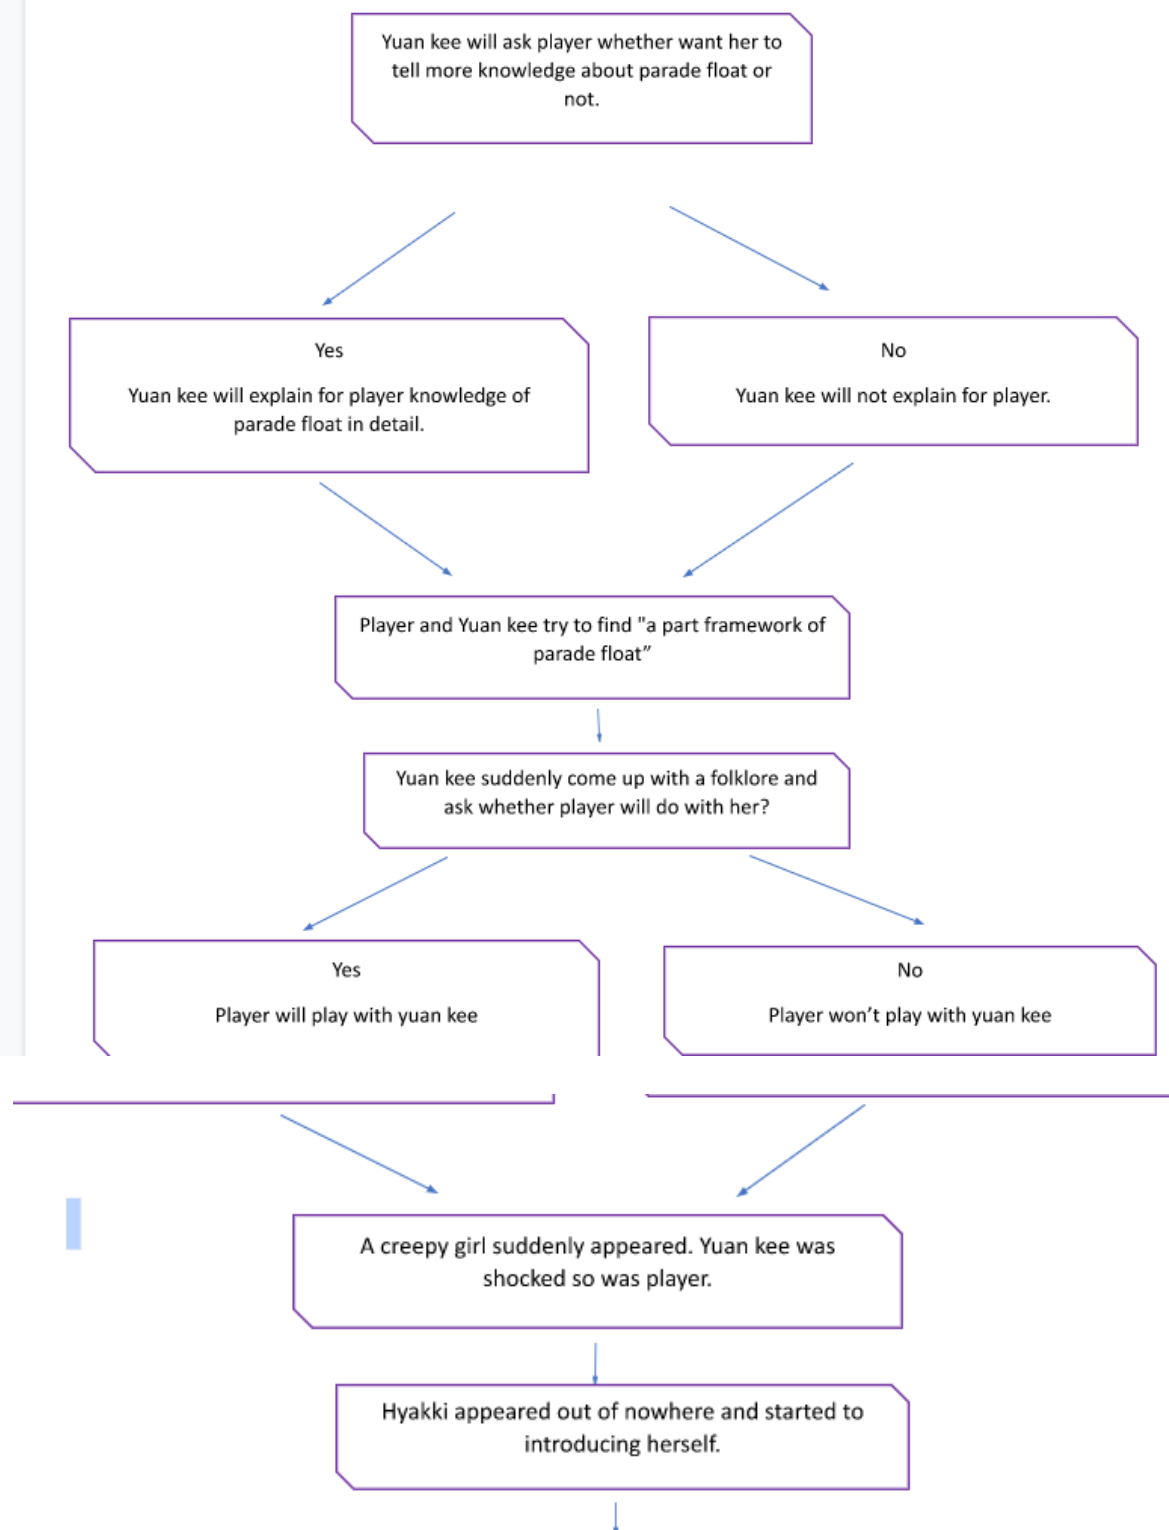 Yuan kee will ask player whether want her to
tell more knowledge about parade float or
not.
Yes
Yuan kee will explain for player knowledge of
parade float in detail.
No
Yuan kee will not explain for player.
Player and Yuan kee try to find "a part framework of
parade float”
Yuan kee suddenly come up with a folklore and
ask whether player will do with her?
Yes
Player will play with yuan kee
No
Player won’t play with yuan kee
A creepy girl suddenly appeared. Yuan kee was
shocked so was player.
Hyakki appeared out of nowhere and started to
introducing herself.